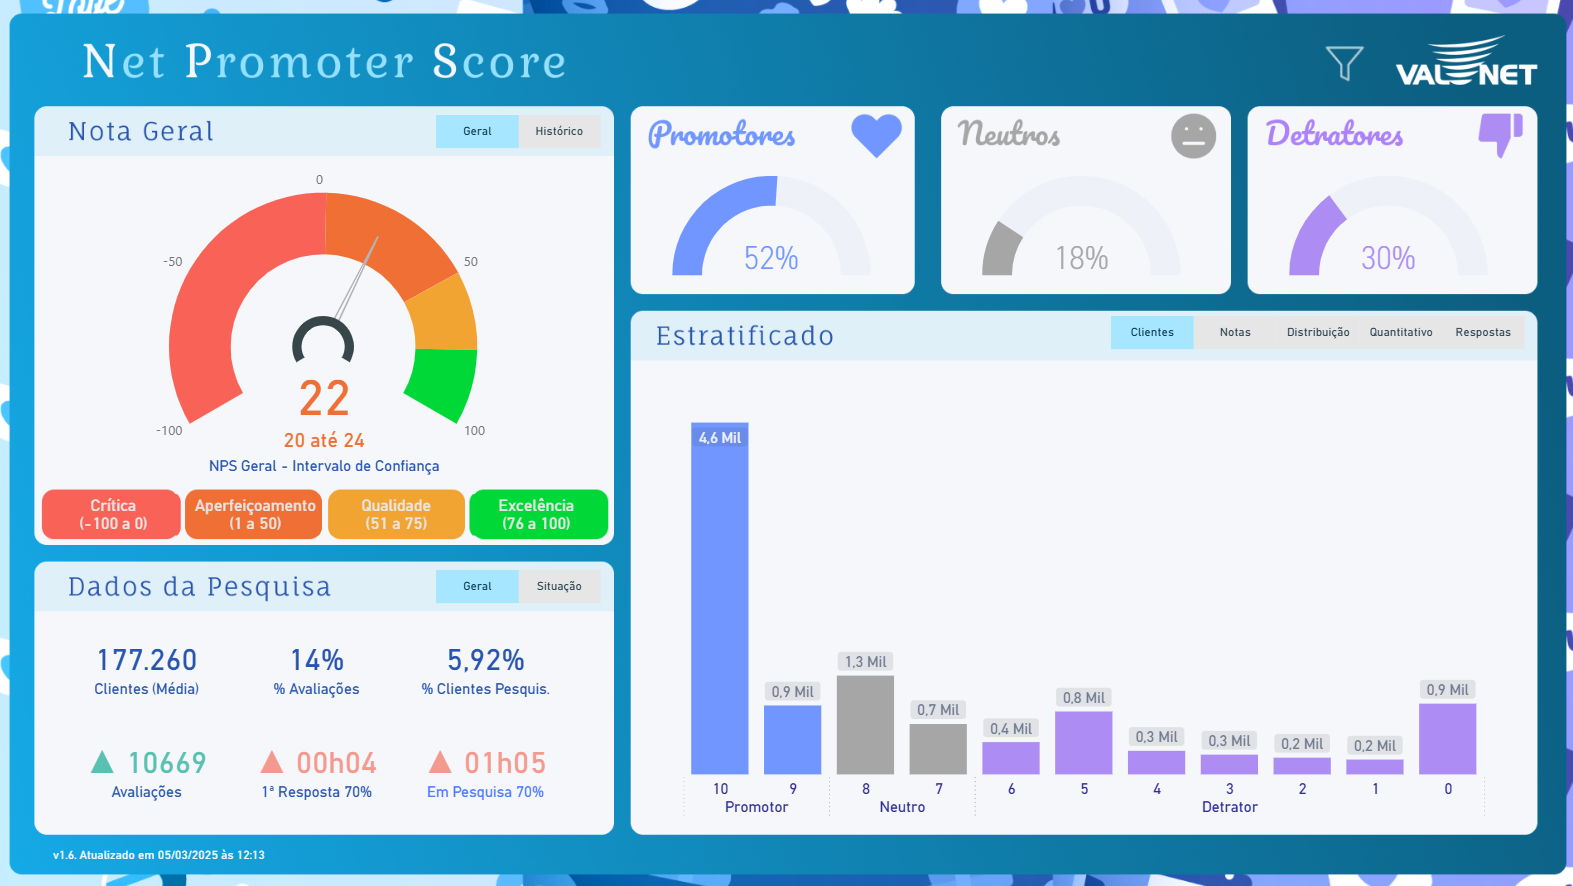 Net Promoter Score
VALENET
Nota Geral
Geral
Histórico
0
-50
50
-100
100
22
20 até 24
NPS Geral - Intervalo de Confiança
Crítica
(-100 a 0)
Aperfeiçoamento
(1 a 50)
Qualidade
(51 a 75)
Excelência
(76 a 100)
Dados da Pesquisa
Geral
Situação
177.260
Clientes (Média)
14%
% Avaliações
5,92%
% Clientes Pesquis.
10669
Avaliações
00h04
1ª Resposta 70%
01h05
Em Pesquisa 70%
Promotores
52%
Neutros
18%
Detratores
30%
Estratificado
Clientes
Notas
Distribuição
Quantitativo
Respostas
4,6 Mil
0,9 Mil
1,3 Mil
0,7 Mil
0,4 Mil
0,8 Mil
0,3 Mil
0,3 Mil
0,2 Mil
0,2 Mil
0,9 Mil
10 9 8 7 6 5 4 3 2 1 0
Promotor Neutro Detrator
v1.6. Atualizado em 05/03/2025 às 12:13